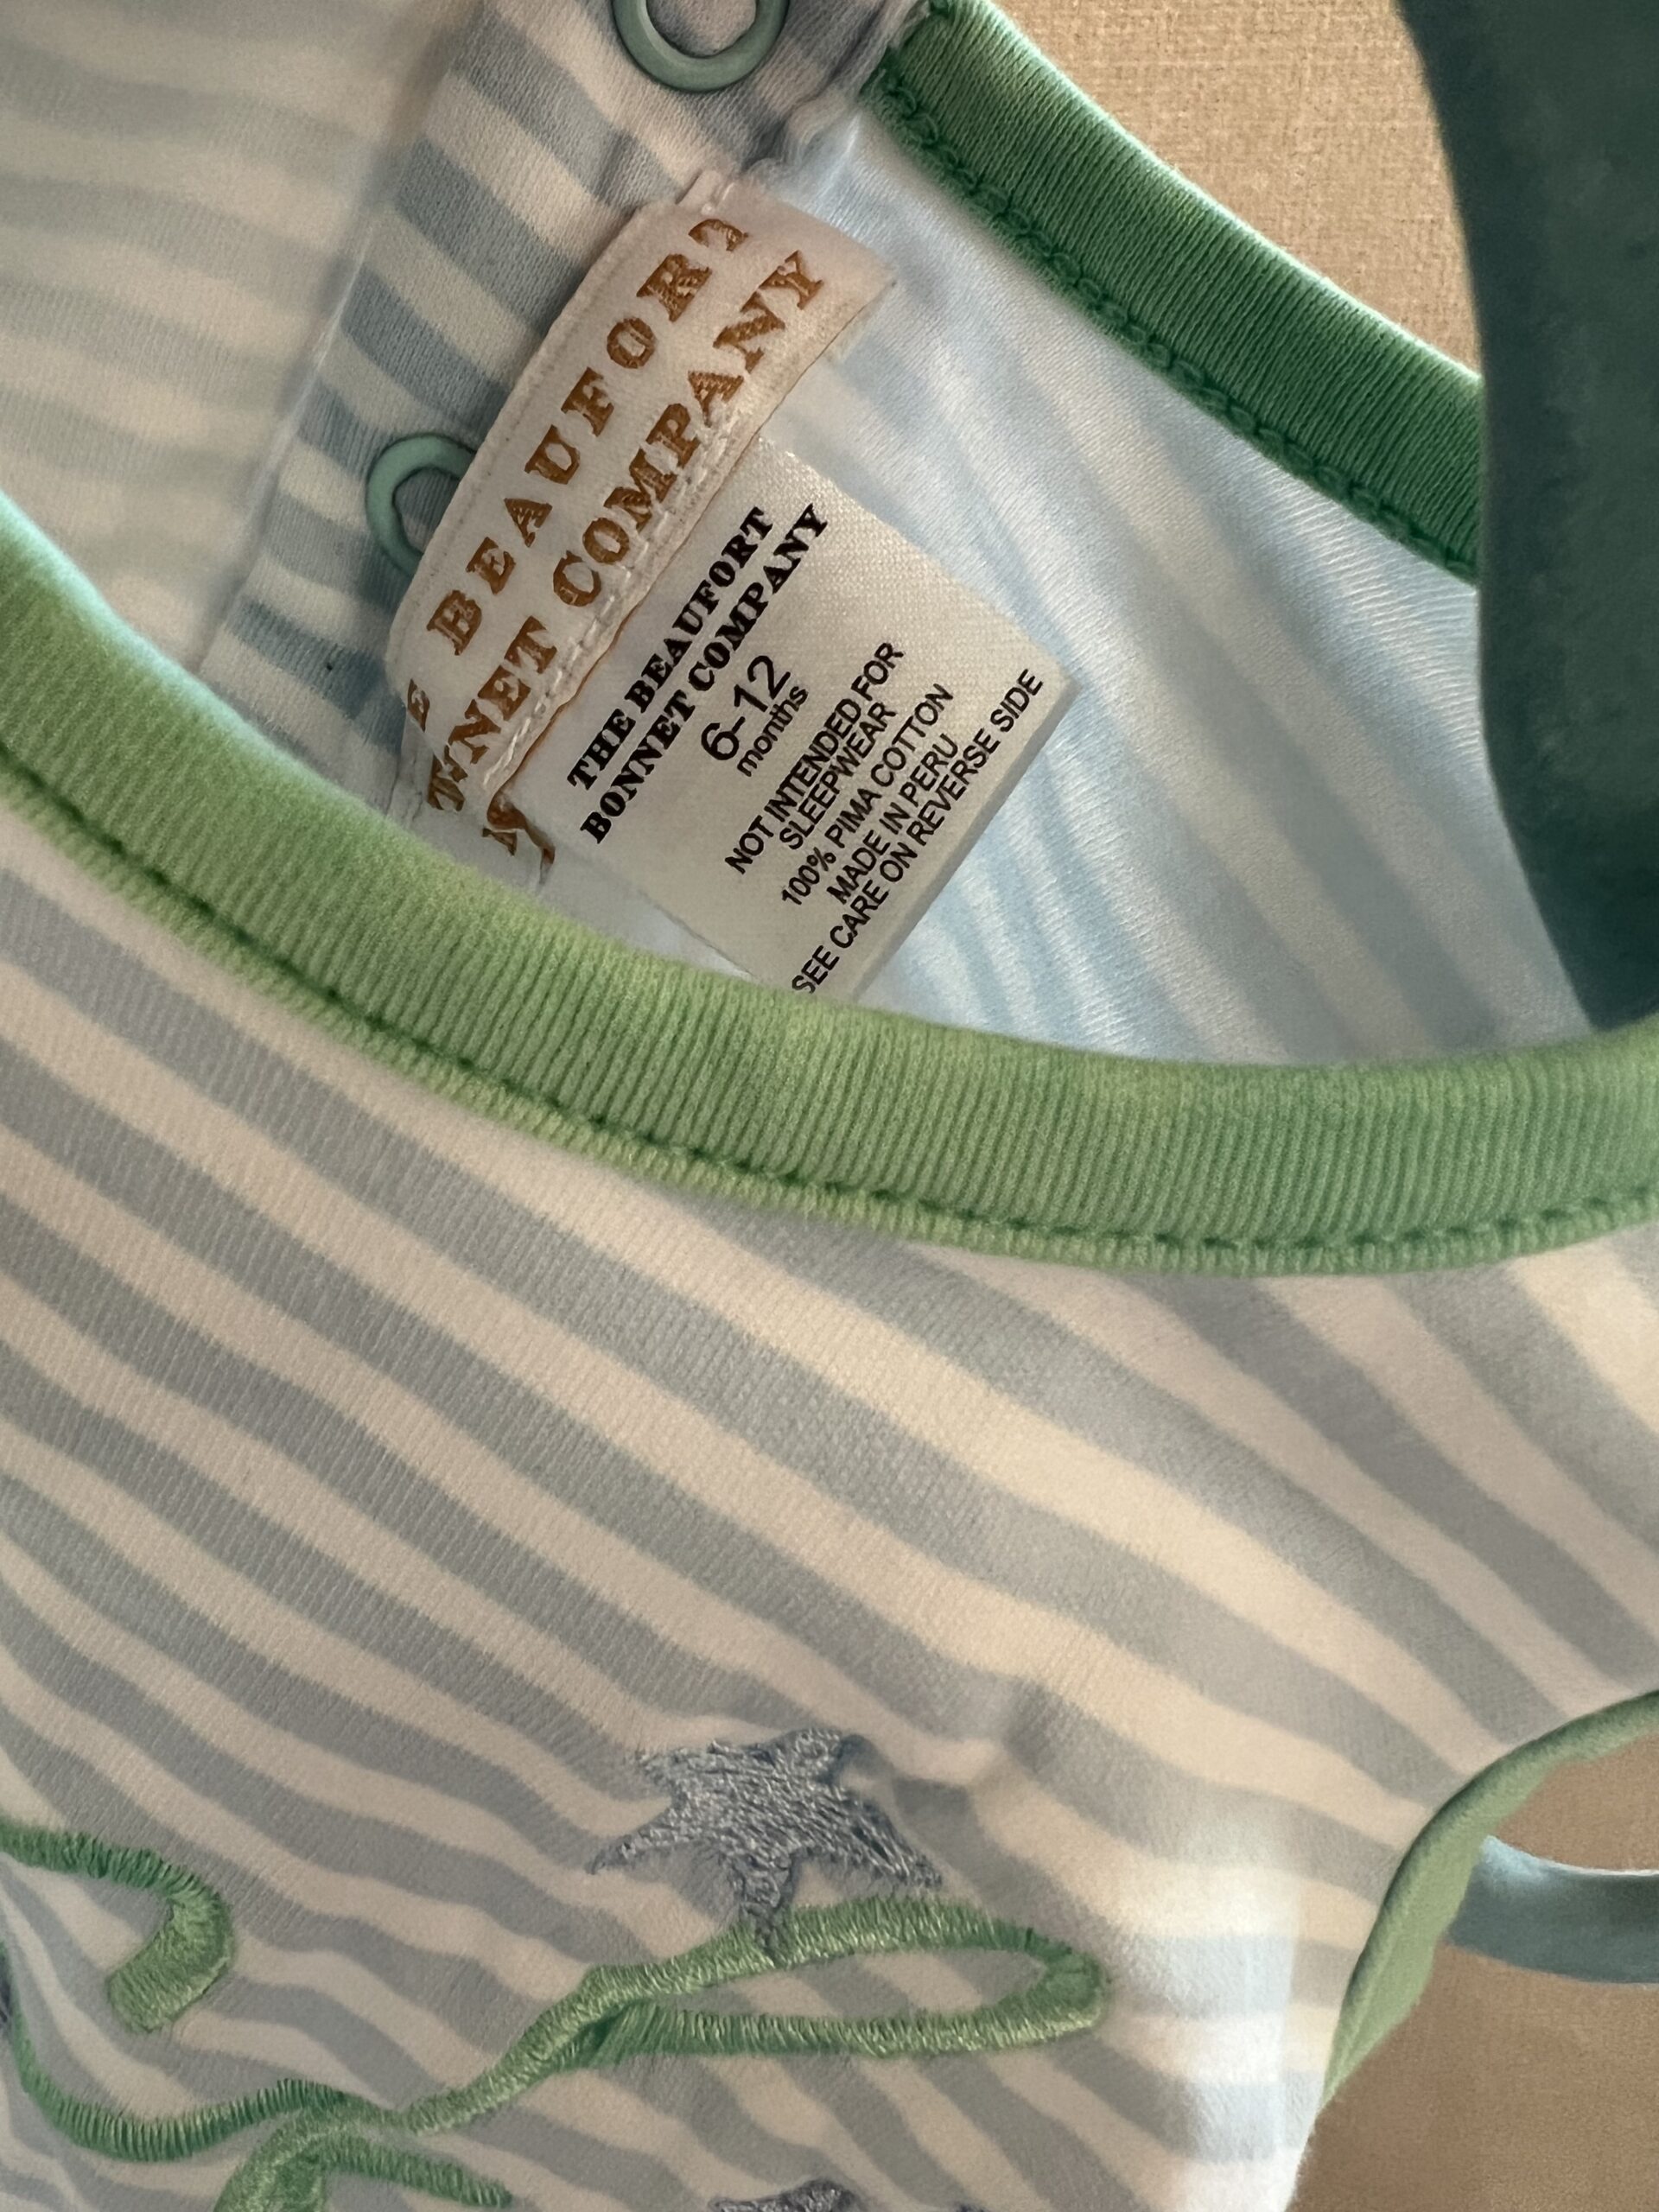 BEAUFORT
NNET COMPANY
THE BEAUFORT
BONNET COMPANY
6-12
months
NOT INTENDED FOR
SLEEPWEAR
100% PIMA COTTON
MADE IN PERU
SEE CARE ON REVERSE SIDE